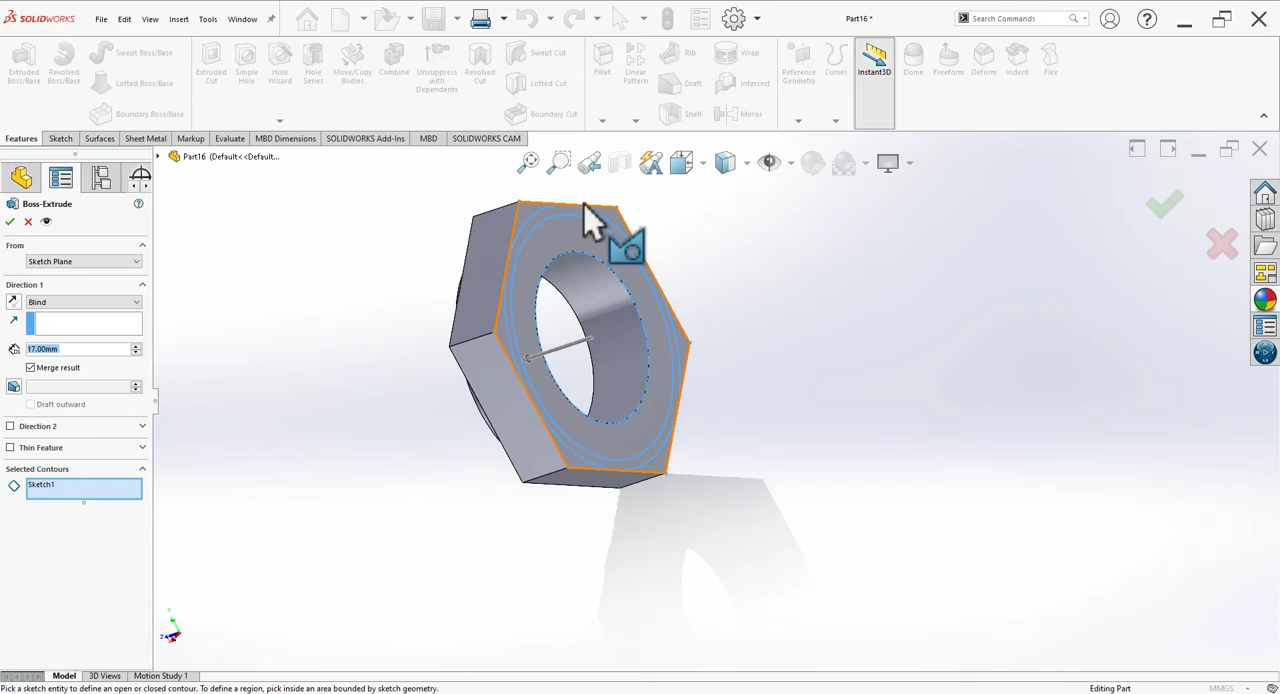 SOLIDWORKS File Edit View Insert Tools Window Part16 * Search Commands
Extruded Boss/Base
Revolved Boss/Base
Swept Boss/Base
Lofted Boss/Base
Boundary Boss/Base
Extruded Cut
Simple Hole
Hole Wizard
Hole Series
Move/Copy Bodies
Combine
Unsuppress with Dependents
Revolved Cut
Swept Cut
Lofted Cut
Boundary Cut
Fillet
Linear Pattern
Rib
Draft
Shell
Wrap
Intersect
Mirror
Reference Geometry
Curves
Instant3D
Dome
Freeform
Deform
Indent
Flex
Features Sketch Surfaces Sheet Metal Markup Evaluate MBD Dimensions SOLIDWORKS Add-Ins MBD SOLIDWORKS CAM
Part16 (Default<<Default...
Boss-Extrude
From
Sketch Plane
Direction 1
Blind
17.00mm
Merge result
Draft outward
Direction 2
Thin Feature
Selected Contours
Sketch1
Y
Z
Model 3D Views Motion Study 1
Pick a sketch entity to define an open or closed contour. To define a region, pick inside an area bounded by sketch geometry. Editing Part MMGS